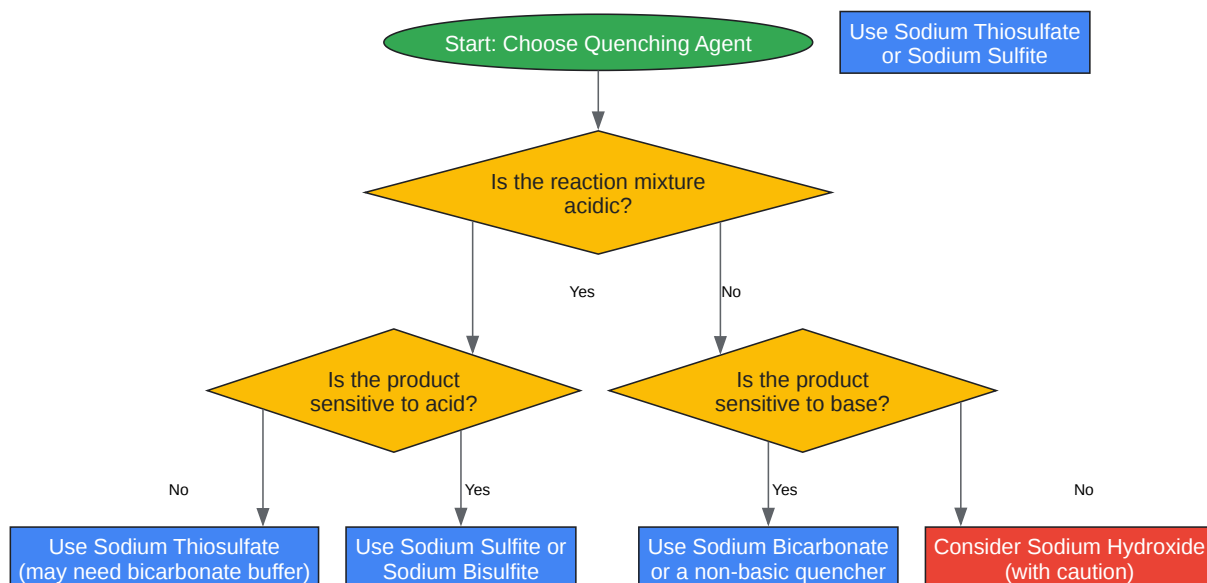 Start: Choose Quenching Agent
Use Sodium Thiosulfate
or Sodium Sulfite
Is the reaction mixture
acidic?
Yes
No
Is the product
sensitive to acid?
Is the product
sensitive to base?
No
Yes
Yes
No
Use Sodium Thiosulfate
(may need bicarbonate buffer)
Use Sodium Sulfite or
Sodium Bisulfite
Use Sodium Bicarbonate
or a non-basic quencher
Consider Sodium Hydroxide
(with caution)